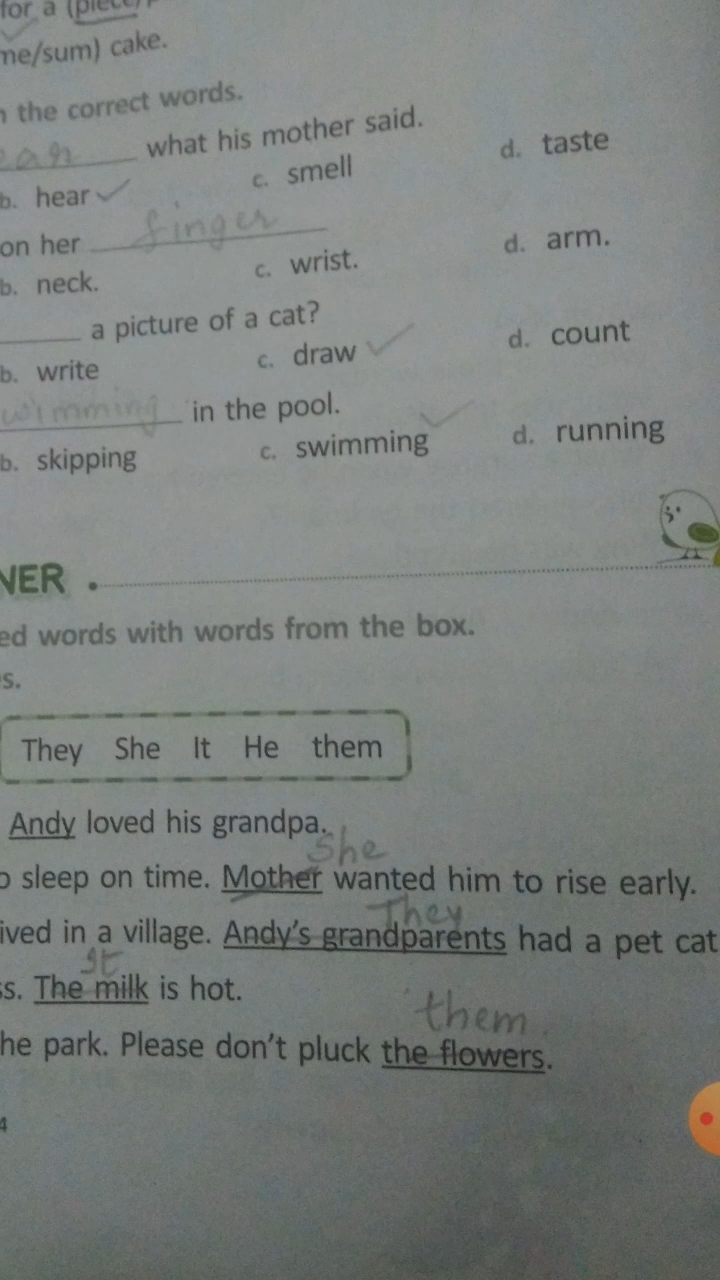 for a (piece/
me/sum) cake.
the correct words.
ear what his mother said.
b. hear ✓ c. smell d. taste
on her finger
b. neck. c. wrist. d. arm.
a picture of a cat?
b. write c. draw ✓ d. count
wimming in the pool.
b. skipping c. swimming ✓ d. running
NER
ed words with words from the box.
s.
They She It He them
Andy loved his grandpa.
She
o sleep on time. Mother wanted him to rise early.
They
ived in a village. Andy's grandparents had a pet cat
It
ss. The milk is hot.
them
he park. Please don't pluck the flowers.
4